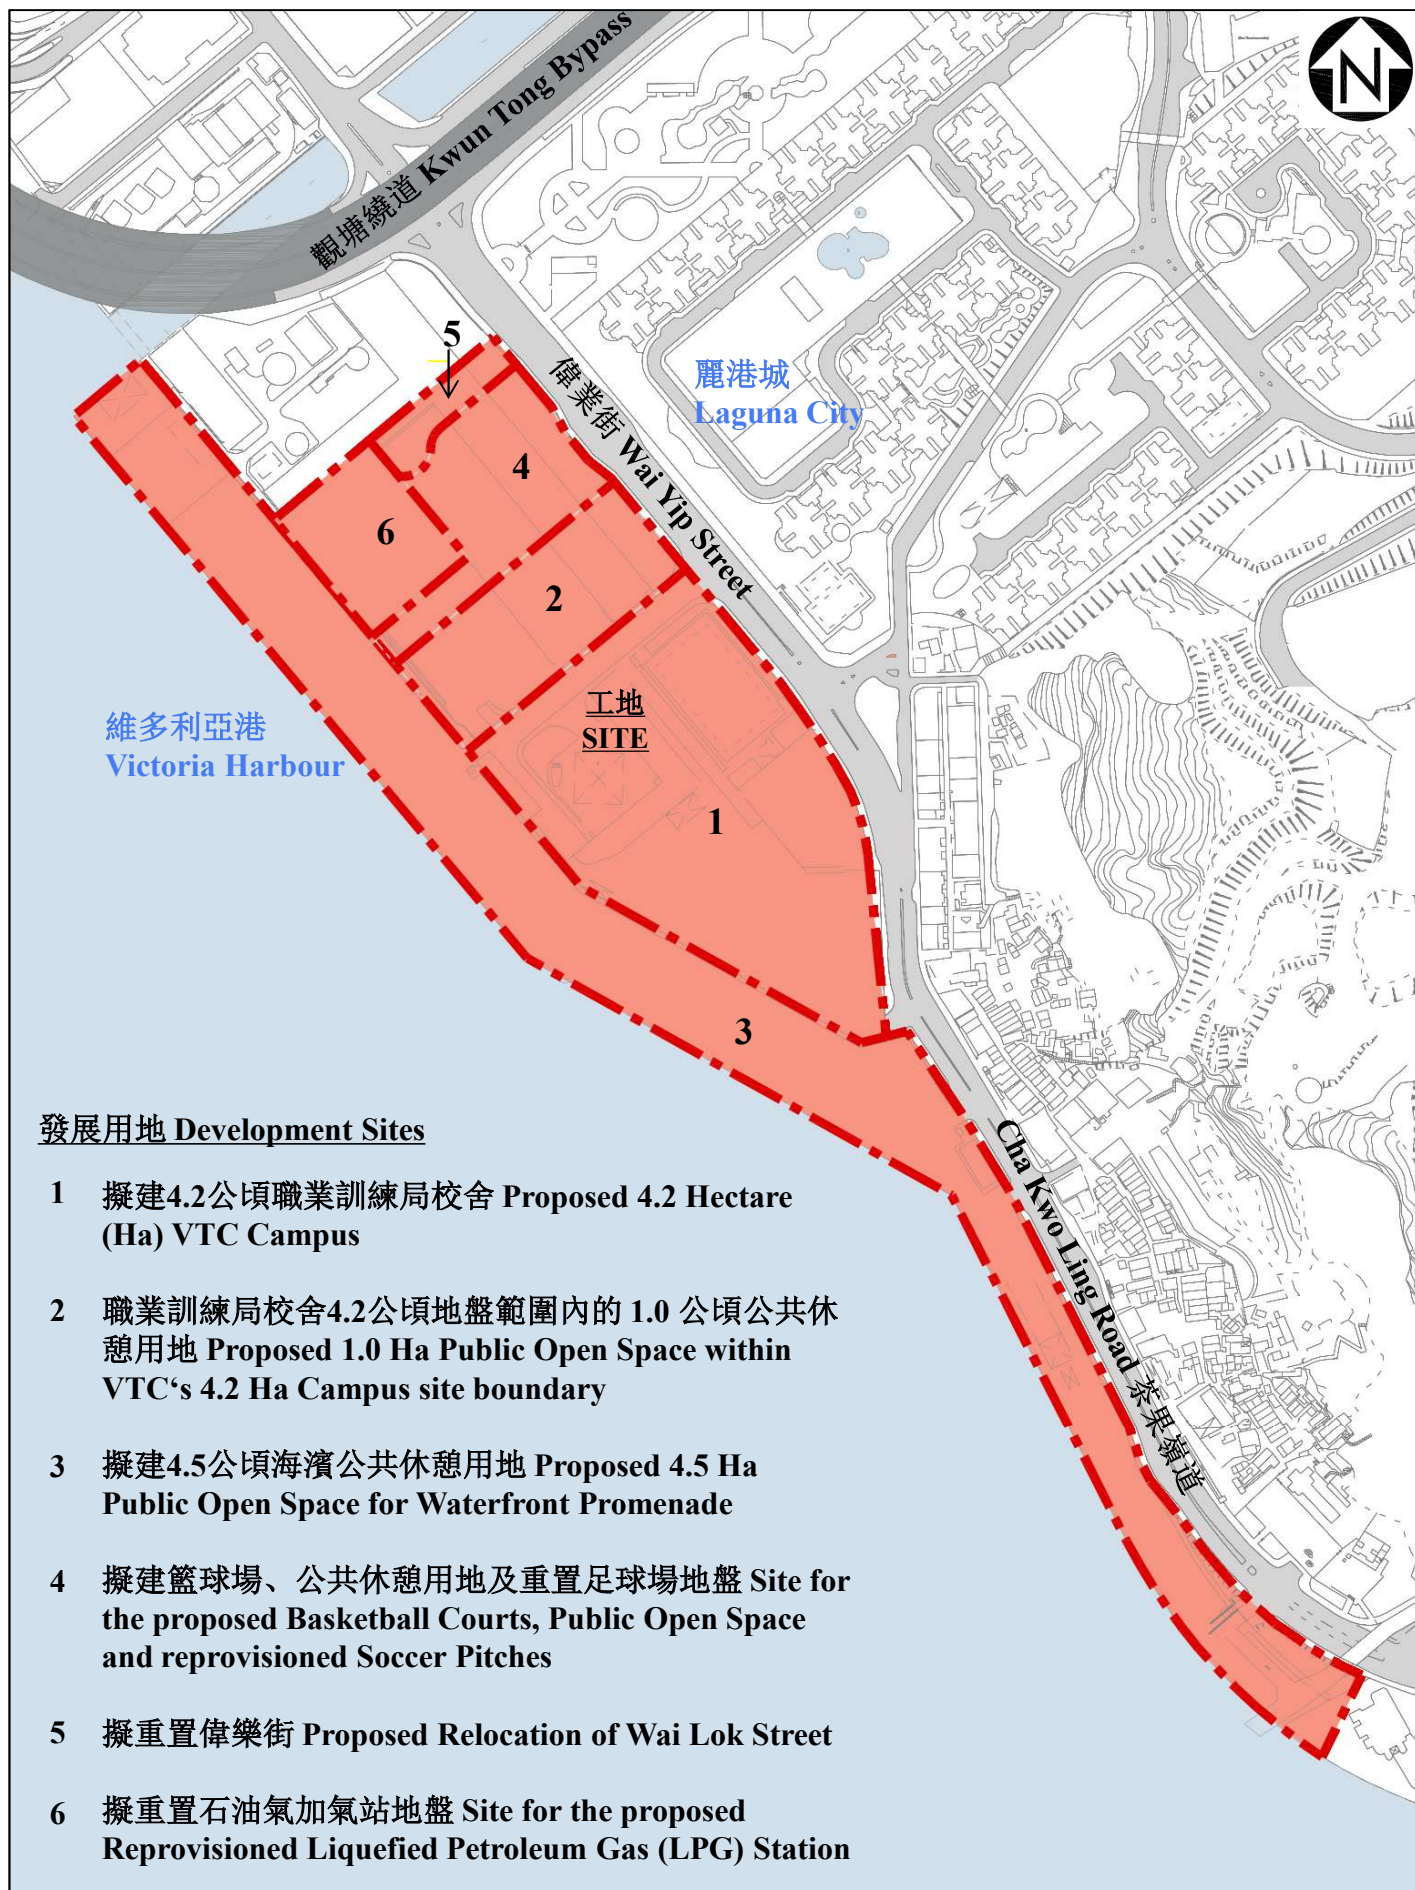 N
觀塘繞道 Kwun Tong Bypass
5
偉業街 Wai Yip Street
麗港城
Laguna City
4
6
2
工地
SITE
維多利亞港
Victoria Harbour
1
3
Cha Kwo Ling Road 茶果嶺道
發展用地 Development Sites
1 擬建4.2公頃職業訓練局校舍 Proposed 4.2 Hectare
(Ha) VTC Campus
2 職業訓練局校舍4.2公頃地盤範圍內的 1.0 公頃公共休
憩用地 Proposed 1.0 Ha Public Open Space within
VTC‘s 4.2 Ha Campus site boundary
3 擬建4.5公頃海濱公共休憩用地 Proposed 4.5 Ha
Public Open Space for Waterfront Promenade
4 擬建籃球場、公共休憩用地及重置足球場地盤 Site for
the proposed Basketball Courts, Public Open Space
and reprovisioned Soccer Pitches
5 擬重置偉樂街 Proposed Relocation of Wai Lok Street
6 擬重置石油氣加氣站地盤 Site for the proposed
Reprovisioned Liquefied Petroleum Gas (LPG) Station